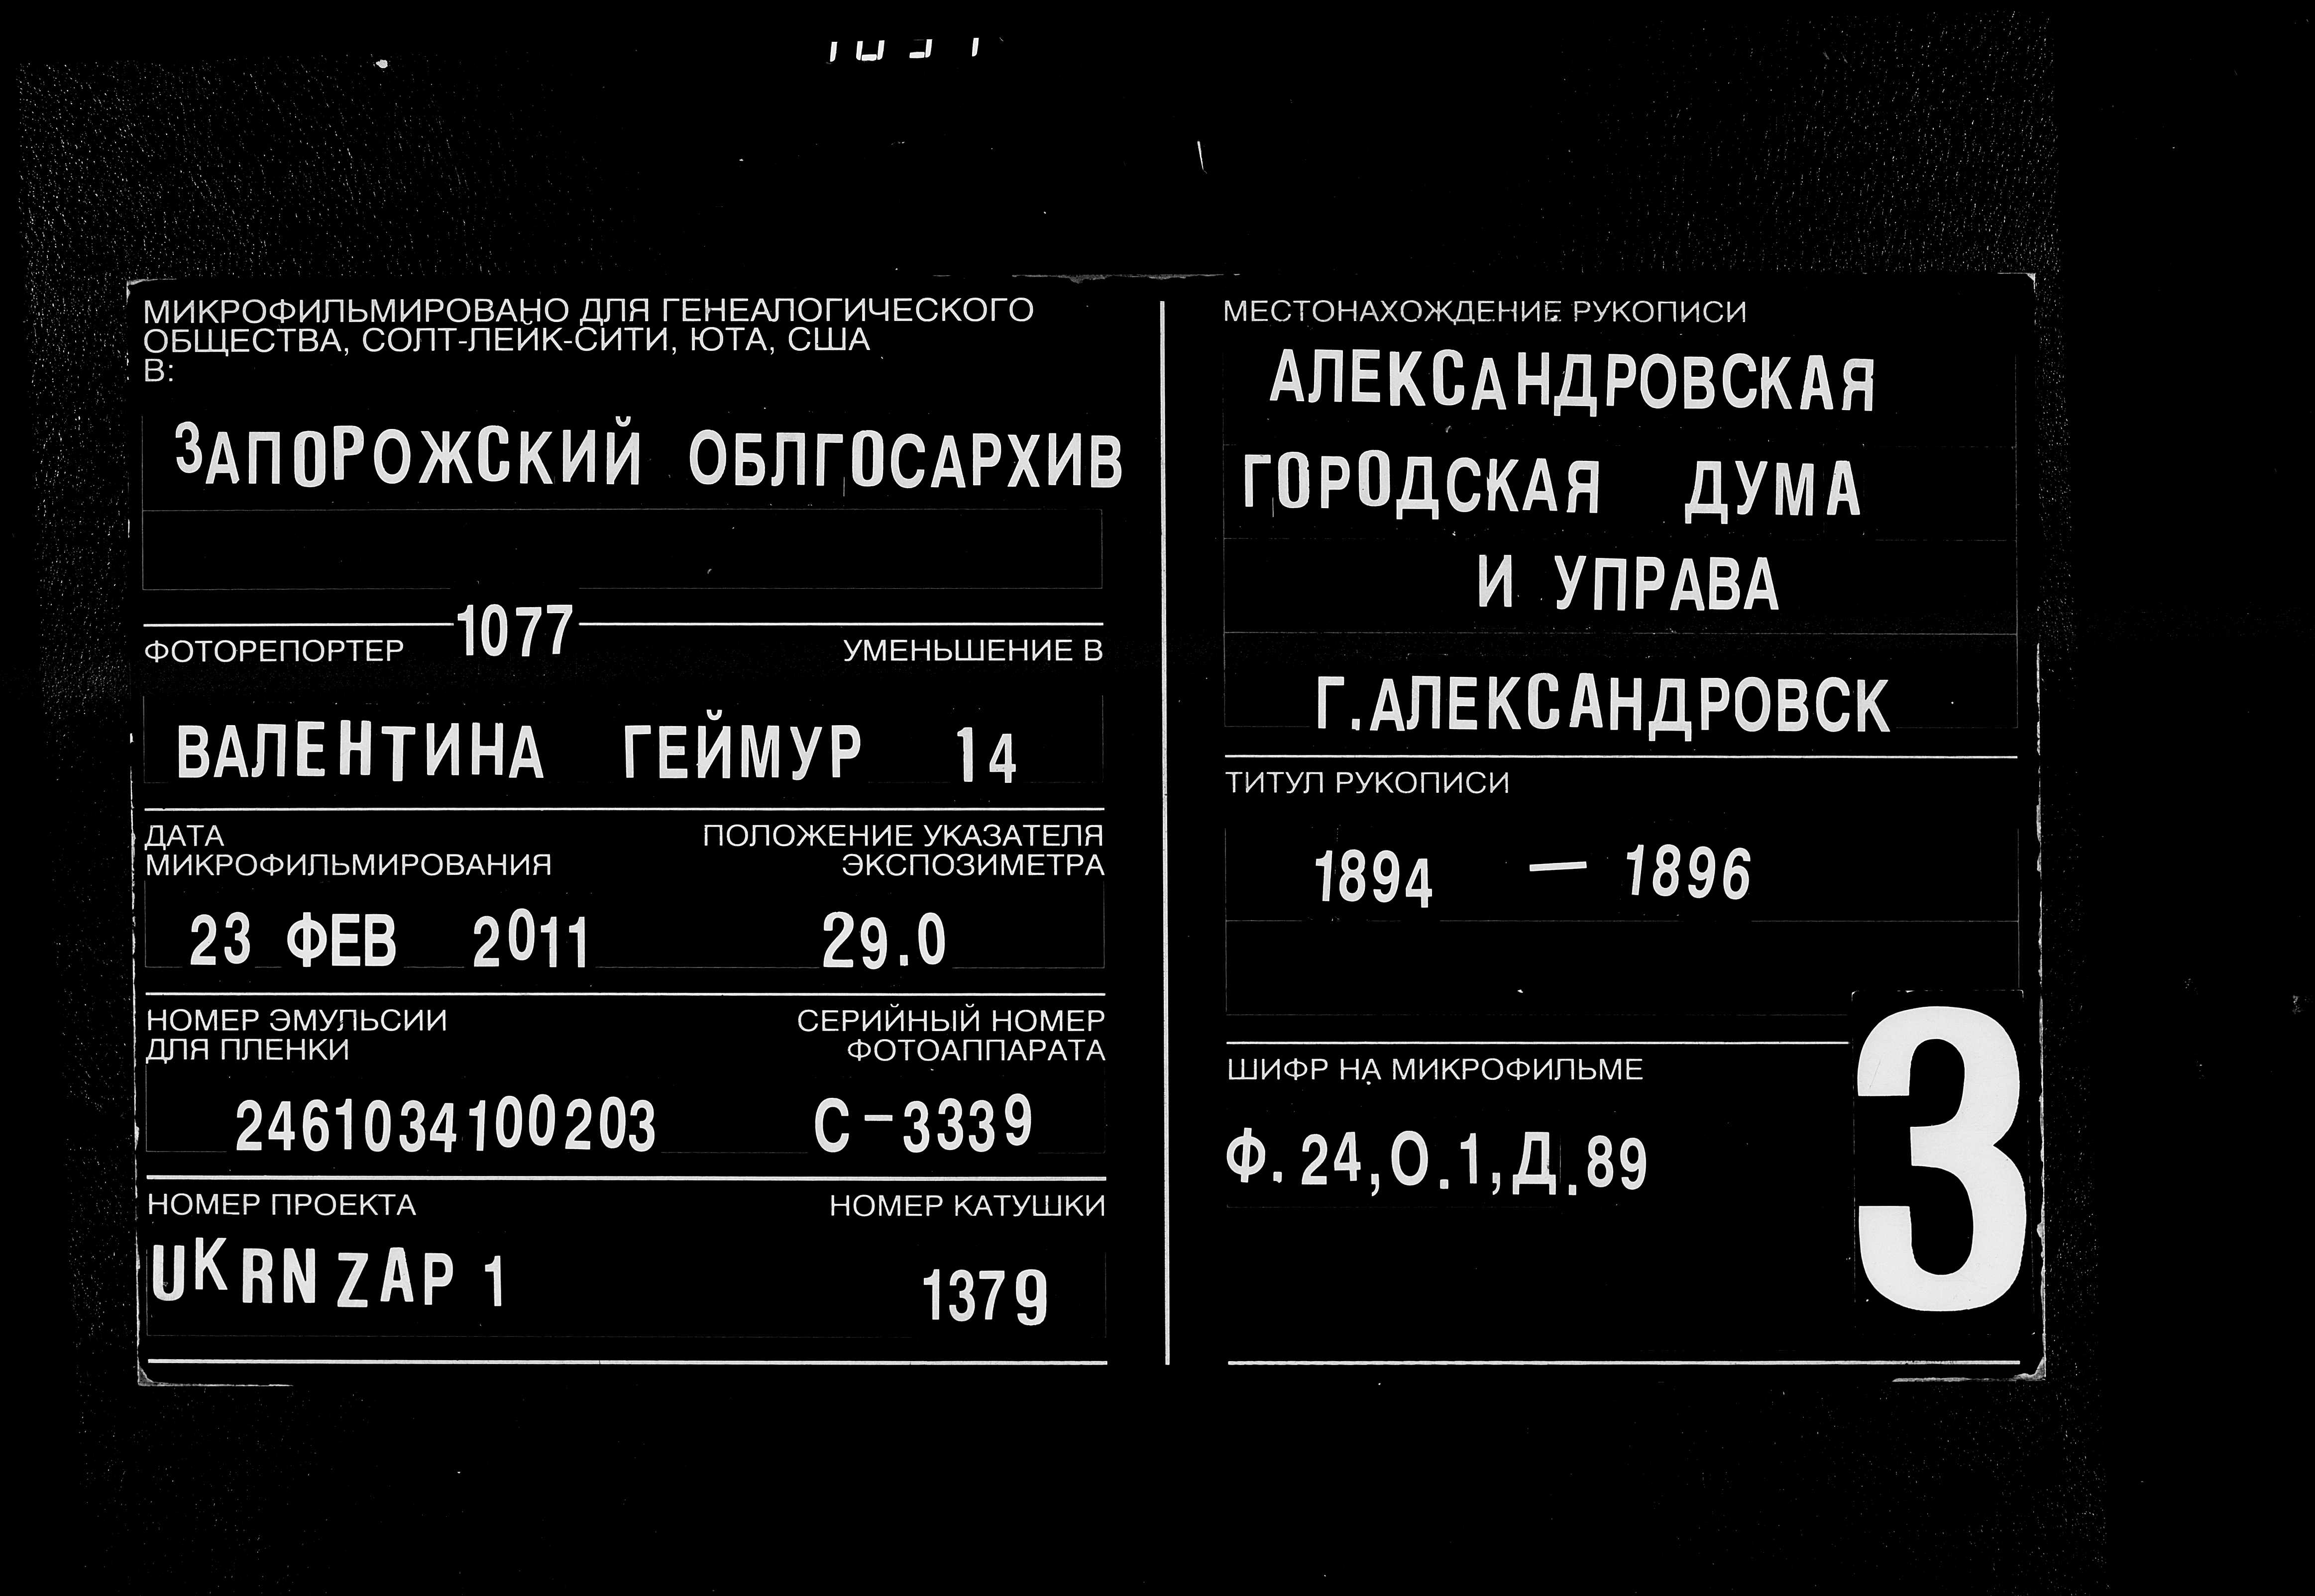 МИКРОФИЛЬМИРОВАНО ДЛЯ ГЕНЕАЛОГИЧЕСКОГО
ОБЩЕСТВА, СОЛТ-ЛЕЙК-СИТИ, ЮТА, США
В:
ЗАПОРОЖСКИЙ ОБЛГОСАРХИВ
1077
ФОТОРЕПОРТЕР УМЕНЬШЕНИЕ В
ВАЛЕНТИНА ГЕЙМУР 14
ДАТА ПОЛОЖЕНИЕ УКАЗАТЕЛЯ
МИКРОФИЛЬМИРОВАНИЯ ЭКСПОЗИМЕТРА
23 ФЕВ 2011 29.0
НОМЕР ЭМУЛЬСИИ СЕРИЙНЫЙ НОМЕР
ДЛЯ ПЛЕНКИ ФОТОАППАРАТА
2461034100203 С-3339
НОМЕР ПРОЕКТА НОМЕР КАТУШКИ
UKRNZAP1 1379
МЕСТОНАХОЖДЕНИЕ РУКОПИСИ
АЛЕКСАНДРОВСКАЯ
ГОРОДСКАЯ ДУМА
И УПРАВА
Г.АЛЕКСАНДРОВСК
ТИТУЛ РУКОПИСИ
1894 — 1896
ШИФР НА МИКРОФИЛЬМЕ
Ф.24,О.1,Д.89
3